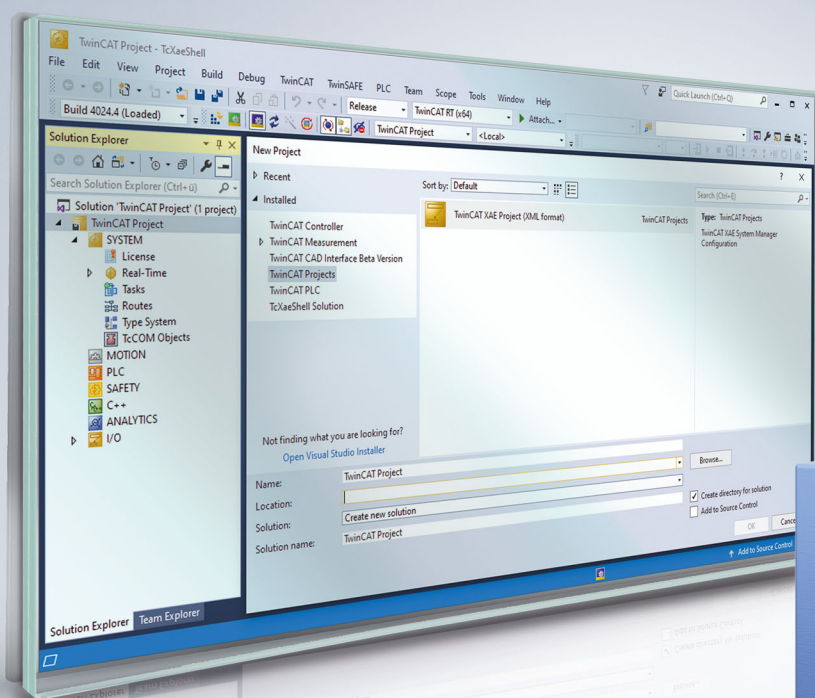 TwinCAT Project - TcXaeShell
File Edit View Project Build Debug TwinCAT TwinSAFE PLC Team Scope Tools Window Help
Quick Launch (Ctrl+Q)
Release
TwinCAT RT (x64)
Attach...
Build 4024.4 (Loaded)
TwinCAT Project
<Local>
Solution Explorer
Search Solution Explorer (Ctrl+ü)
Solution 'TwinCAT Project' (1 project)
TwinCAT Project
SYSTEM
License
Real-Time
Tasks
Routes
Type System
TcCOM Objects
MOTION
PLC
SAFETY
C++
ANALYTICS
I/O
Solution Explorer
Team Explorer
New Project
? X
Recent
Installed
TwinCAT Controller
TwinCAT Measurement
TwinCAT CAD Interface Beta Version
TwinCAT Projects
TwinCAT PLC
TcXaeShell Solution
Not finding what you are looking for?
Open Visual Studio Installer
Sort by: Default
TwinCAT XAE Project (XML format)
TwinCAT Projects
Search (Ctrl+E)
Type: TwinCAT Projects
TwinCAT XAE System Manager
Configuration
Name: TwinCAT Project
Location:
Browse...
Solution: Create new solution
Solution name: TwinCAT Project
Create directory for solution
Add to Source Control
OK
Cance
Add to Source Control